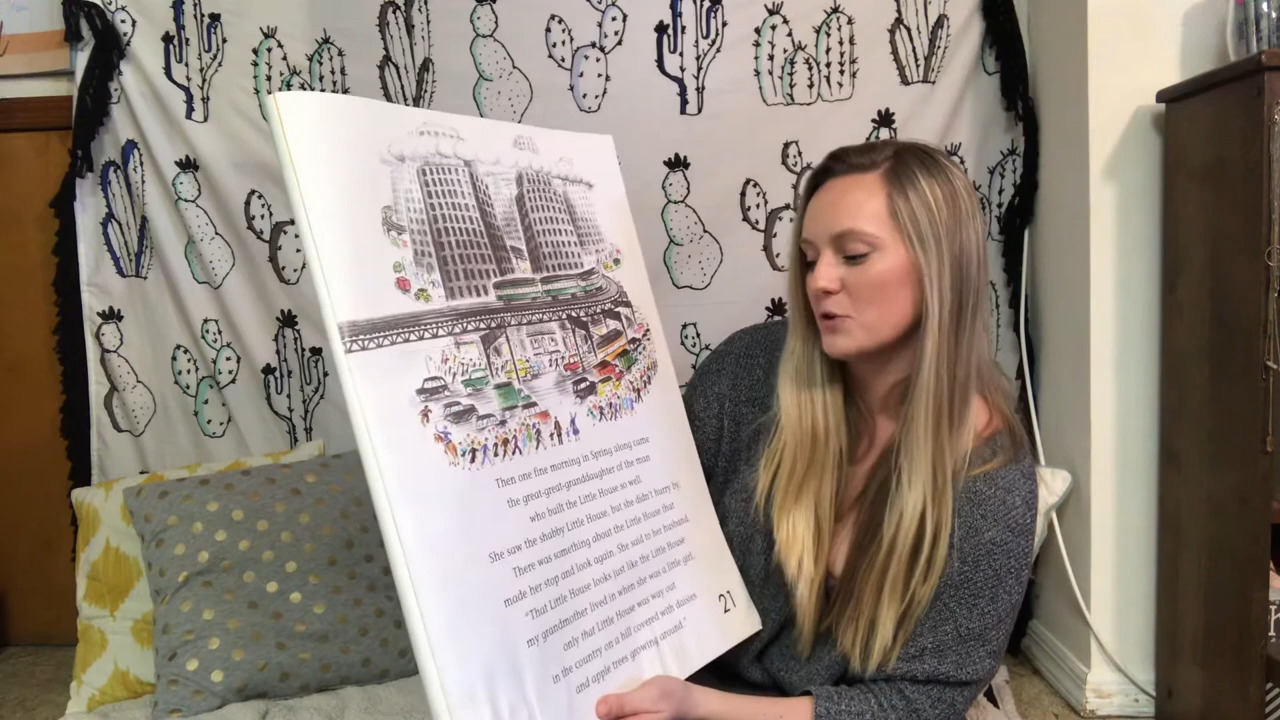 Then one fine morning in Spring along came
the great-great-granddaughter of the man
who built the Little House so well.
She saw the shabby Little House, but she didn't hurry by.
There was something about the Little House that
made her stop and look again. She said to her husband,
"That Little House looks just like the Little House
my grandmother lived in when she was a little girl,
only that Little House was way out
in the country on a hill covered with daisies
and apple trees growing around."
21